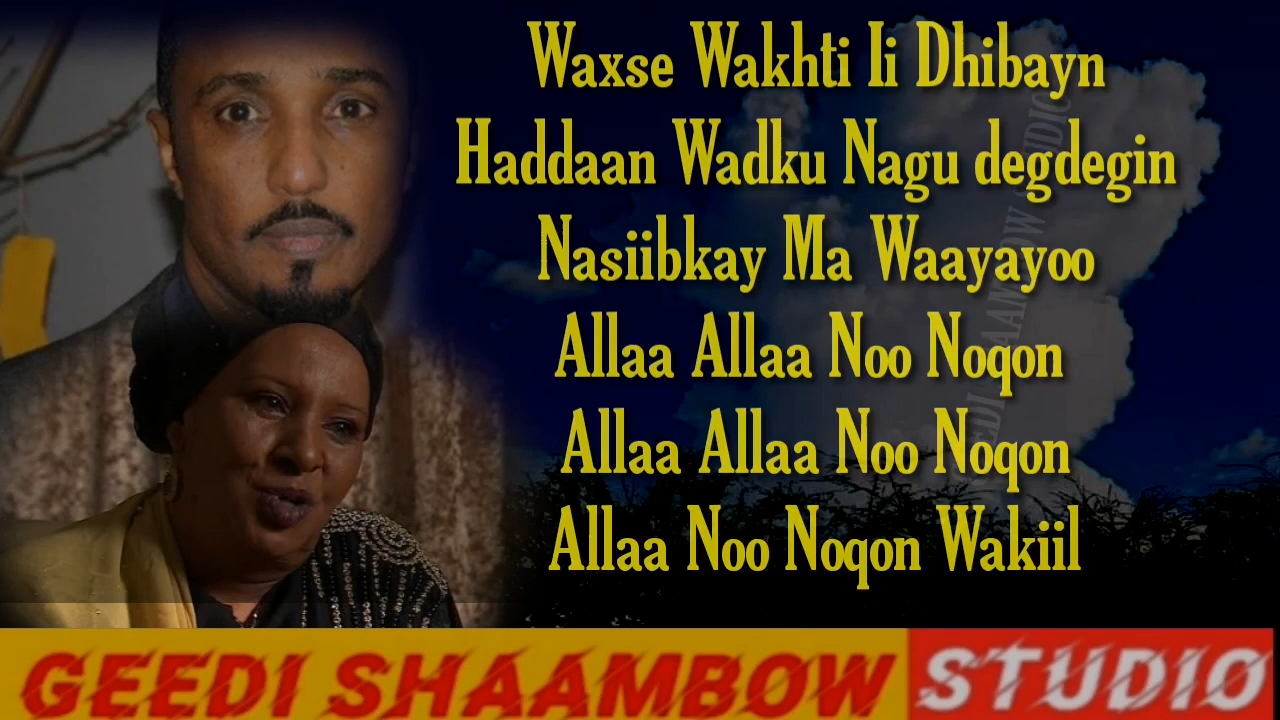 Waxse Wakhti Ii Dhibayn
Haddaan Wadku Nagu degdegin
Nasiibkay Ma Waayayoo
Allaa Allaa Noo Noqon
Allaa Allaa Noo Noqon
Allaa Noo Noqon Wakiil
GEEDI SHAAMBOW STUDIO